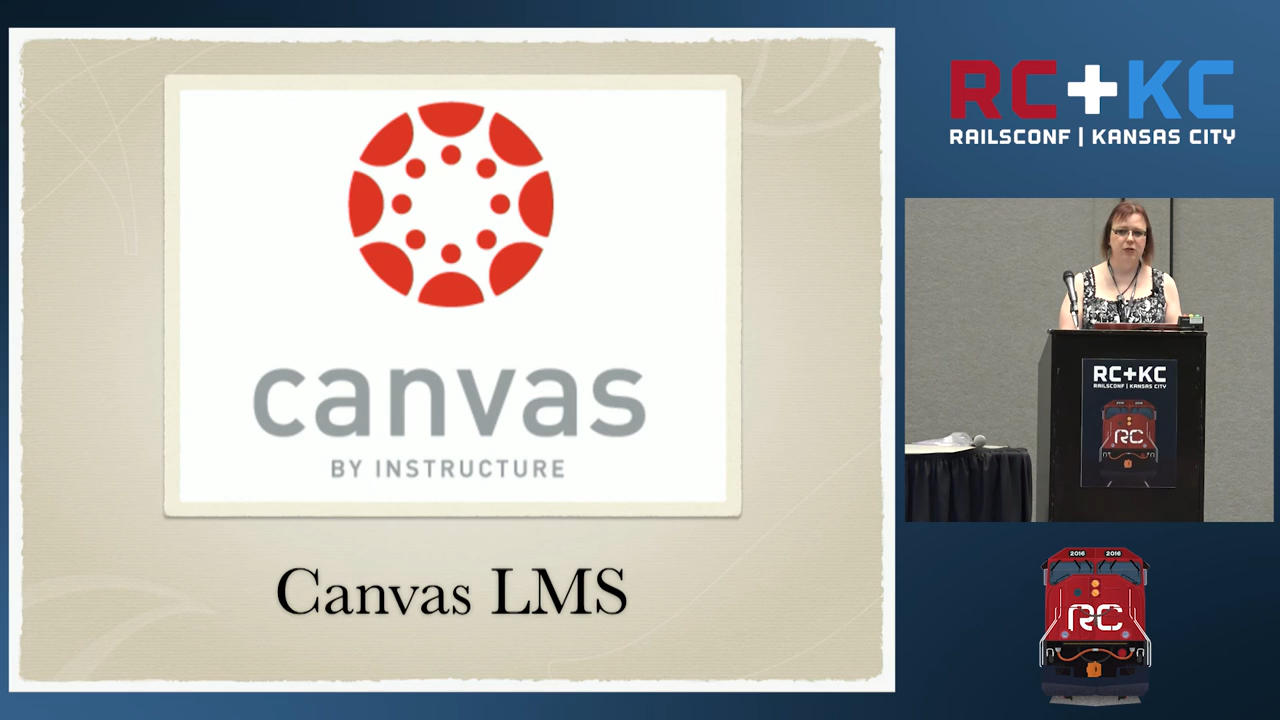 canvas
BY INSTRUCTURE
Canvas LMS
RC+KC
RAILSCONF | KANSAS CITY
RC+KC
RAILSCONF | KANSAS CITY
RC
2016 2016
RC